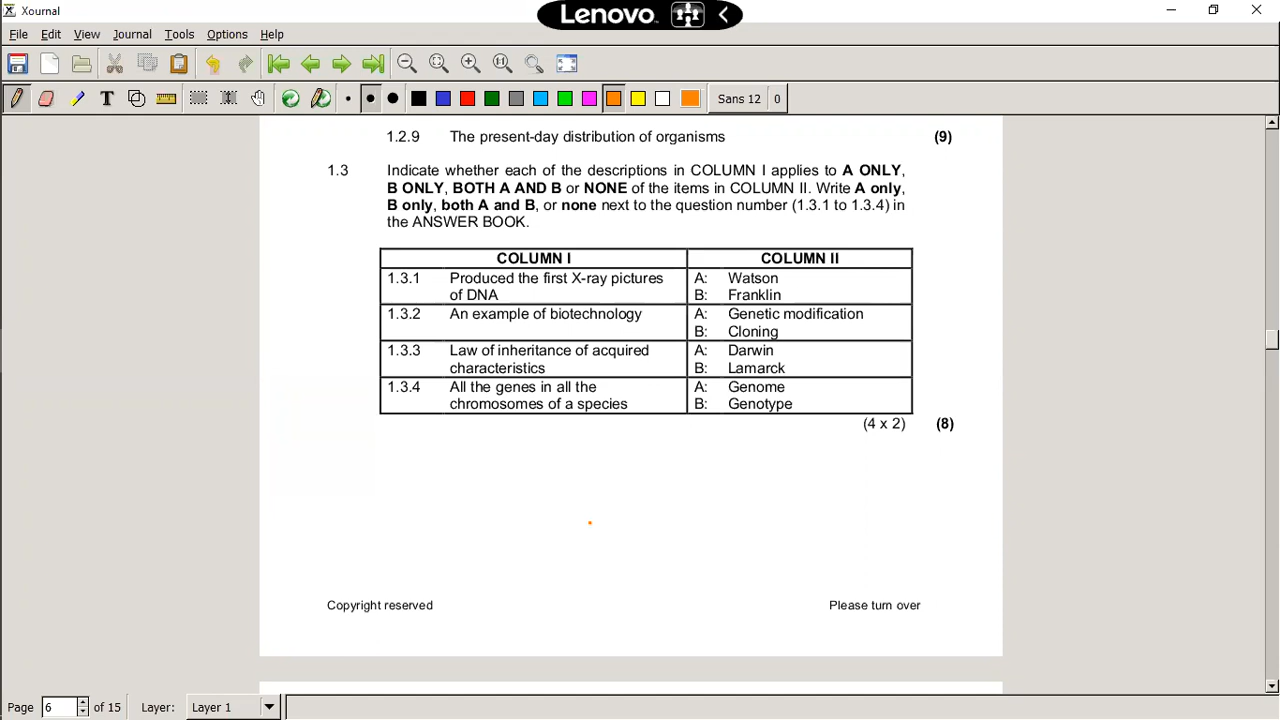 Xournal
Lenovo
File Edit View Journal Tools Options Help
Sans 12 0
1.2.9 The present-day distribution of organisms (9)
1.3 Indicate whether each of the descriptions in COLUMN I applies to A ONLY,
B ONLY, BOTH A AND B or NONE of the items in COLUMN II. Write A only,
B only, both A and B, or none next to the question number (1.3.1 to 1.3.4) in
the ANSWER BOOK.
COLUMN I COLUMN II
1.3.1 Produced the first X-ray pictures A: Watson
of DNA B: Franklin
1.3.2 An example of biotechnology A: Genetic modification
B: Cloning
1.3.3 Law of inheritance of acquired A: Darwin
characteristics B: Lamarck
1.3.4 All the genes in all the A: Genome
chromosomes of a species B: Genotype
(4 x 2) (8)
Copyright reserved Please turn over
Page 6 of 15 Layer: Layer 1